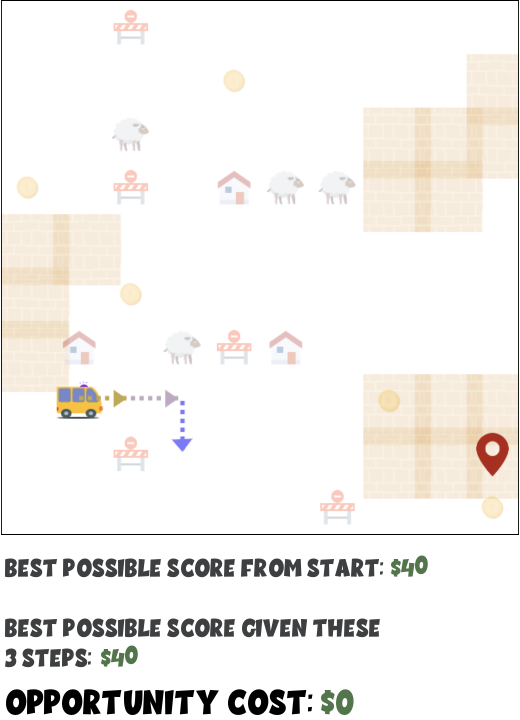 BEST POSSIBLE SCORE FROM START: $40
BEST POSSIBLE SCORE GIVEN THESE
3 STEPS: $40
OPPORTUNITY COST: $0